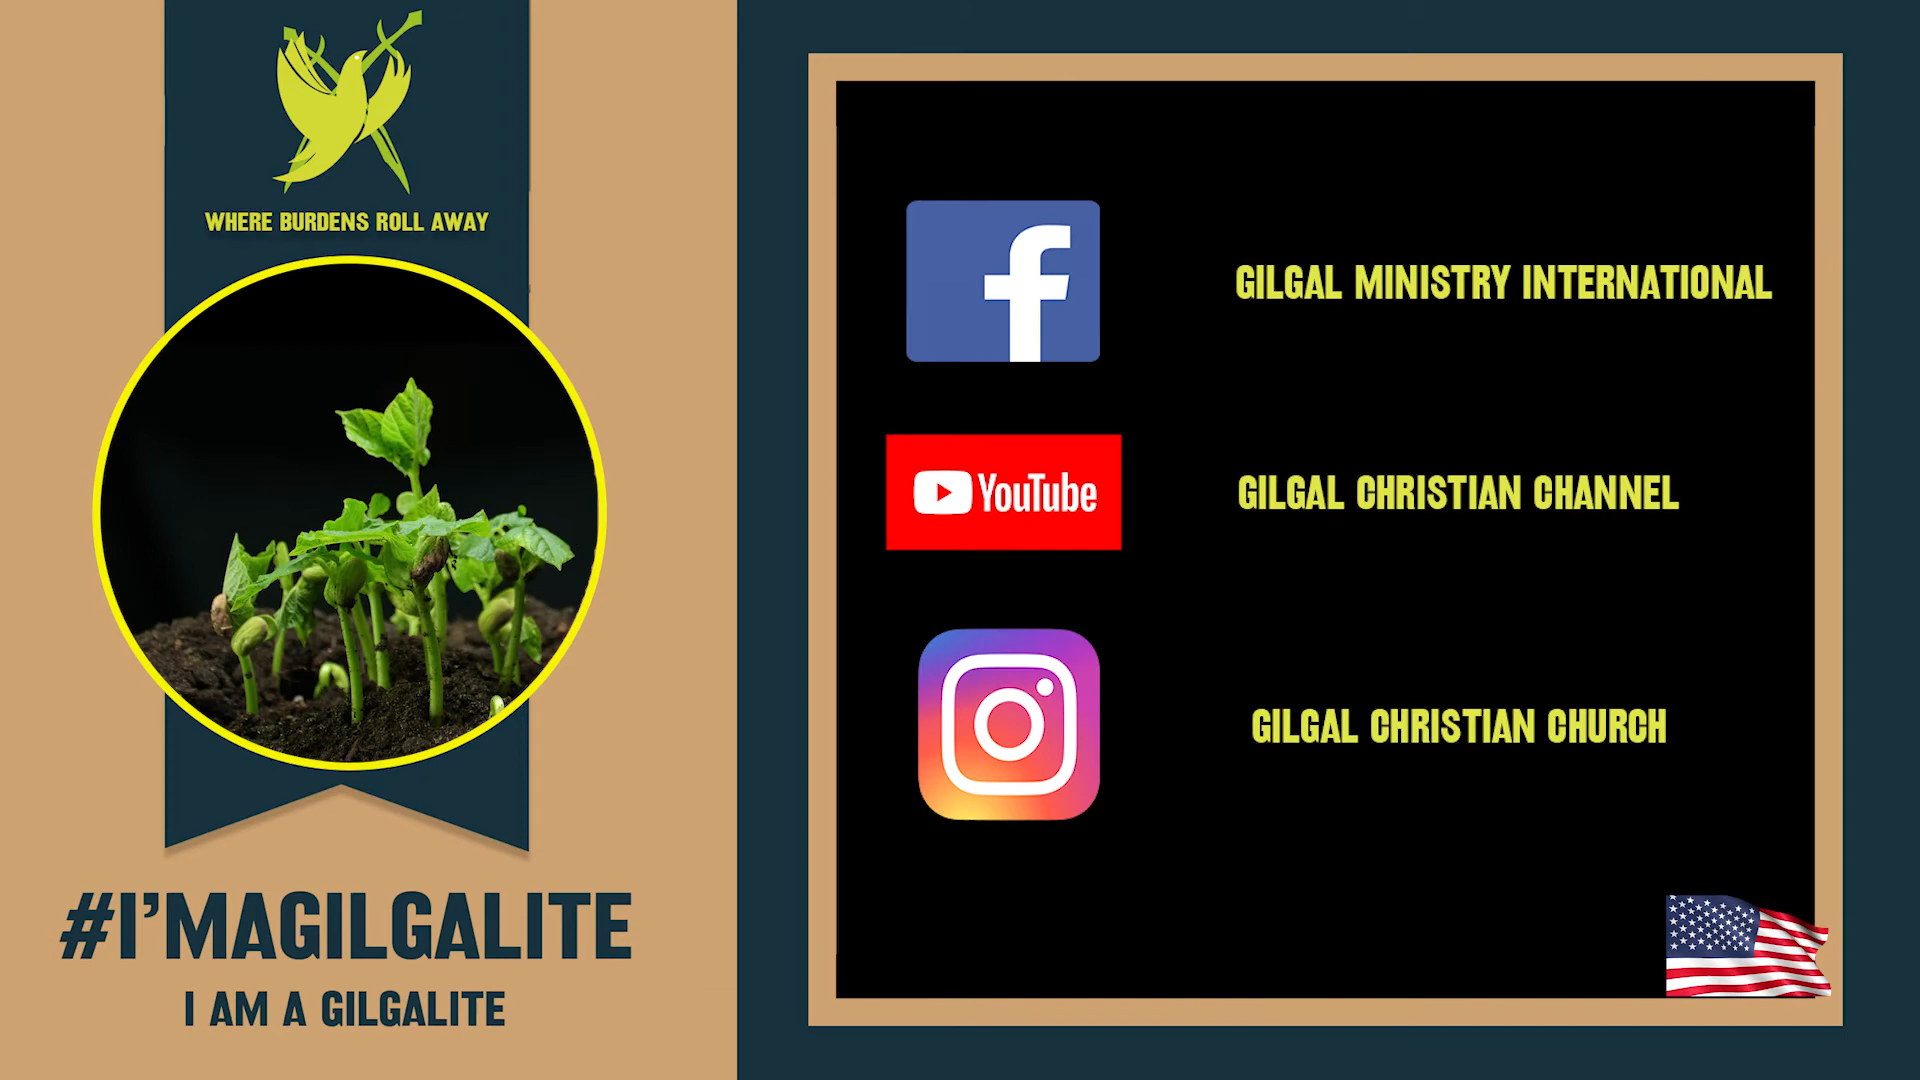 WHERE BURDENS ROLL AWAY
#I'MAGILGALITE
I AM A GILGALITE
f
GILGAL MINISTRY INTERNATIONAL
YouTube
GILGAL CHRISTIAN CHANNEL
GILGAL CHRISTIAN CHURCH